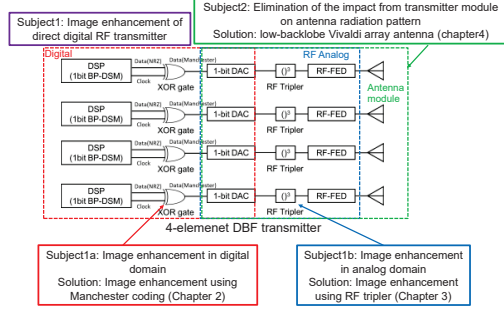 Subject1: Image enhancement of
direct digital RF transmitter
Subject2: Elimination of the impact from transmitter module
on antenna radiation pattern
Solution: low-backlobe Vivaldi array antenna (chapter4)
Digital
RF Analog
Antenna
module
DSP
(1bit BP-DSM)
Data(NRZ)
Clock
Data(Manchester)
XOR gate
1-bit DAC
()³
RF Tripler
RF-FED
DSP
(1bit BP-DSM)
Data(NRZ)
Clock
Data(Manchester)
XOR gate
1-bit DAC
()³
RF Tripler
RF-FED
DSP
(1bit BP-DSM)
Data(NRZ)
Clock
Data(Manchester)
XOR gate
1-bit DAC
()³
RF Tripler
RF-FED
DSP
(1bit BP-DSM)
Data(NRZ)
Clock
Data(Manchester)
XOR gate
1-bit DAC
()³
RF Tripler
RF-FED
4-elemenet DBF transmitter
Subject1a: Image enhancement in digital
domain
Solution: Image enhancement using
Manchester coding (Chapter 2)
Subject1b: Image enhancement
in analog domain
Solution: Image enhancement
using RF tripler (Chapter 3)